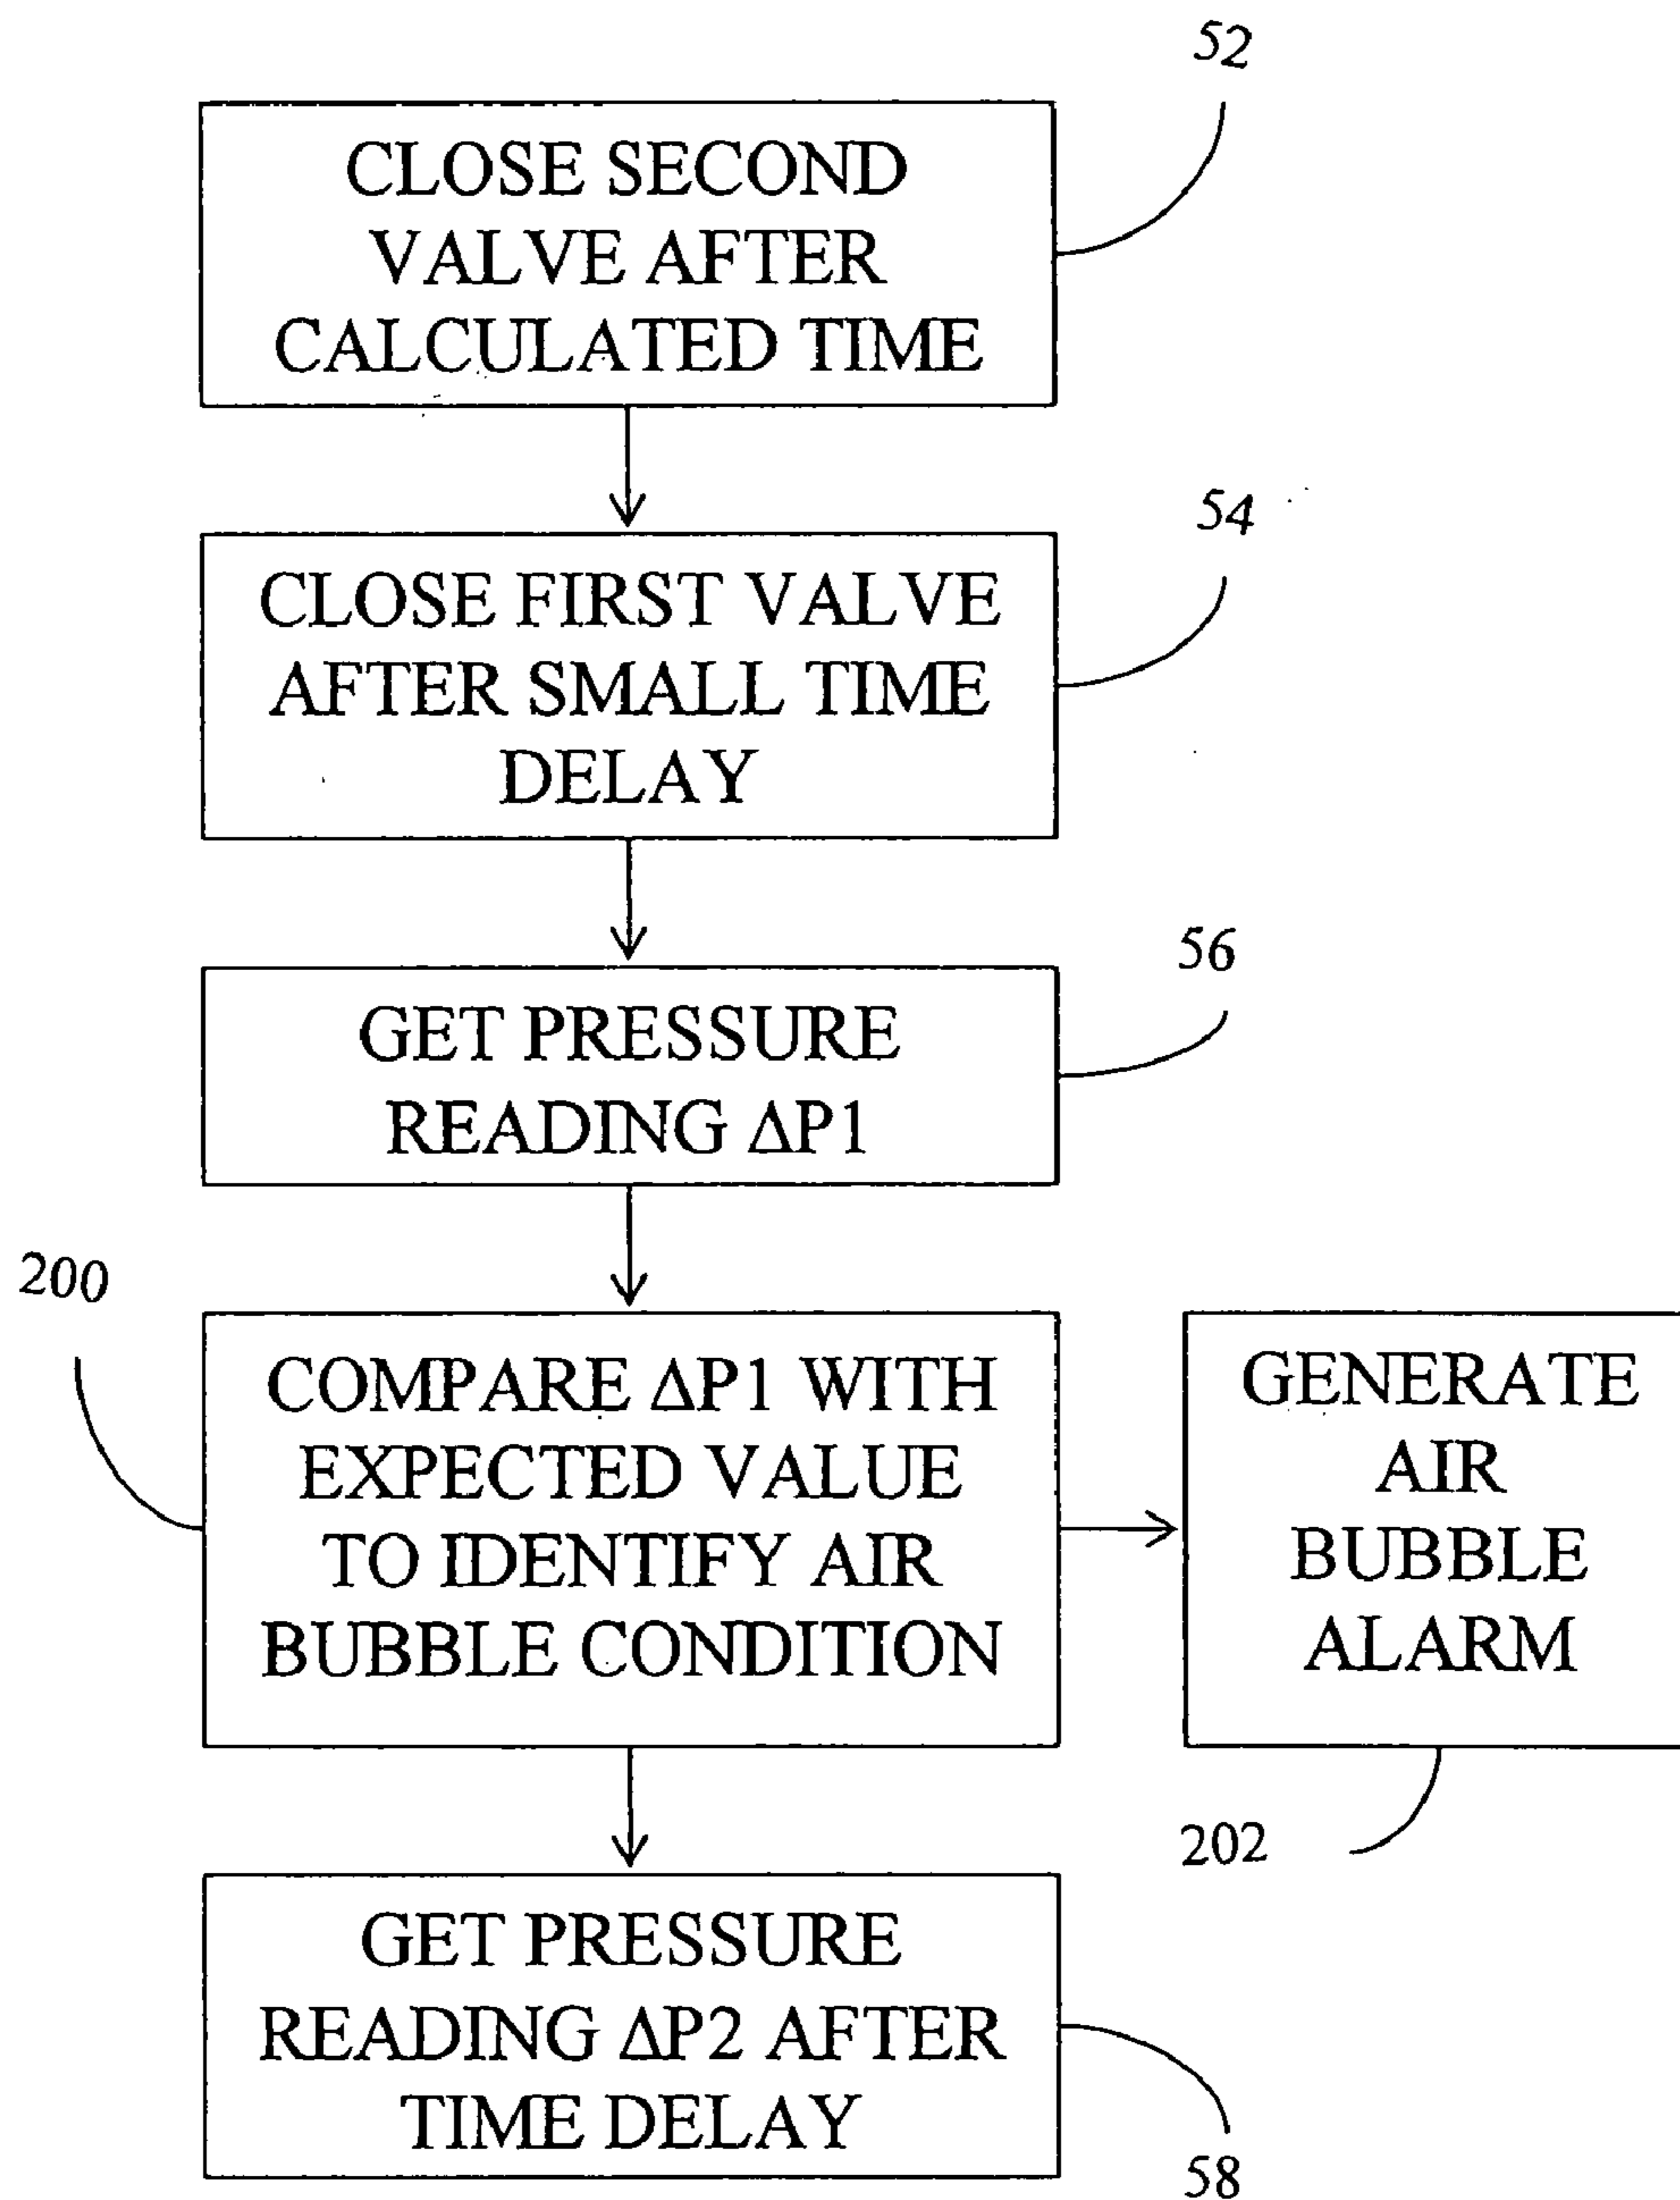 52
CLOSE SECOND
VALVE AFTER
CALCULATED TIME
54
CLOSE FIRST VALVE
AFTER SMALL TIME
DELAY
56
GET PRESSURE
READING ΔP1
200
COMPARE ΔP1 WITH
EXPECTED VALUE
TO IDENTIFY AIR
BUBBLE CONDITION
GENERATE
AIR
BUBBLE
ALARM
202
GET PRESSURE
READING ΔP2 AFTER
TIME DELAY
58